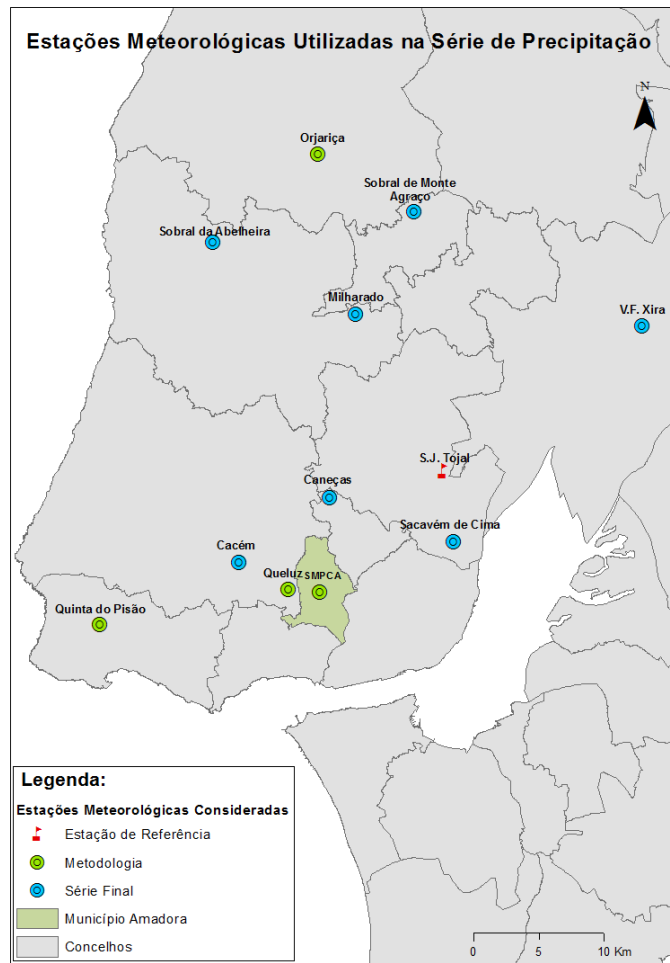 Estações Meteorológicas Utilizadas na Série de Precipitação
N
Orjariça
Sobral de Monte
Agraço
Sobral da Abelheira
Milharado
V.F. Xira
S.J. Tojal
Caneças
Sacavém de Cima
Cacém
Queluz
SMPCA
Quinta do Pisão
Legenda:
Estações Meteorológicas Consideradas
Estação de Referência
Metodologia
Série Final
Município Amadora
Concelhos
0 5 10 Km